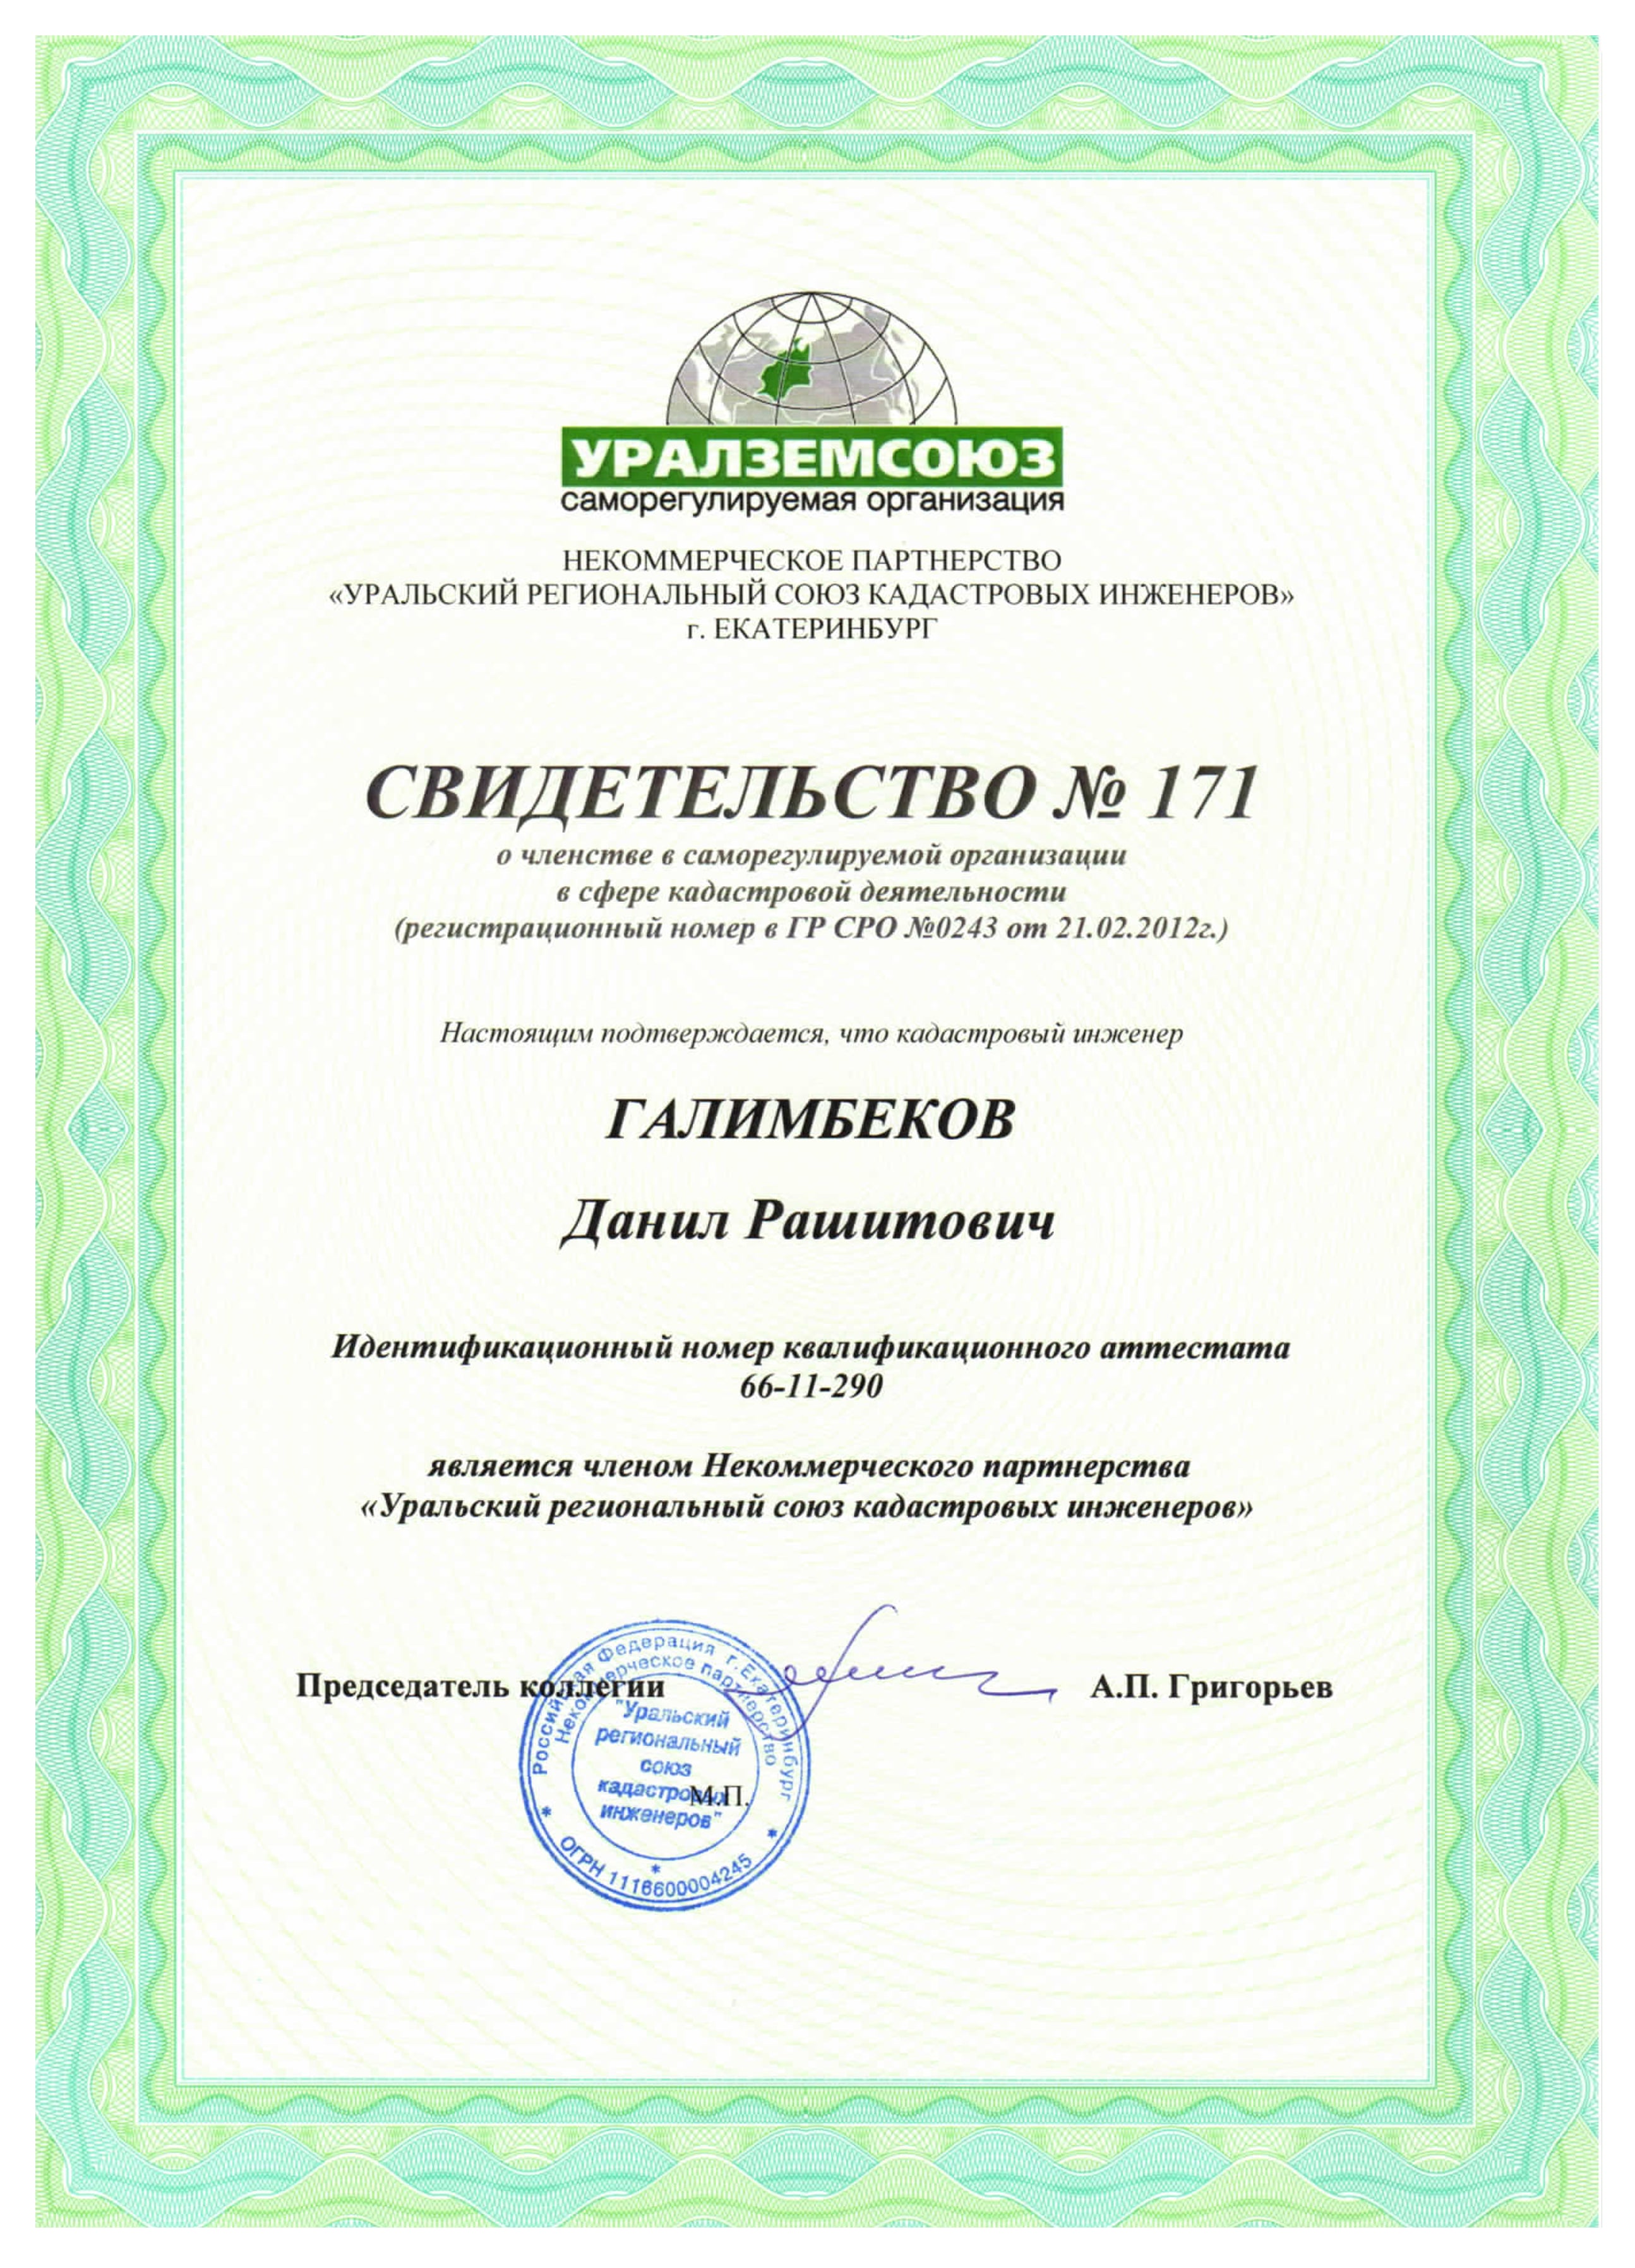 УРАЛЗЕМСОЮЗ
саморегулируемая организация
НЕКОММЕРЧЕСКОЕ ПАРТНЕРСТВО
«УРАЛЬСКИЙ РЕГИОНАЛЬНЫЙ СОЮЗ КАДАСТРОВЫХ ИНЖЕНЕРОВ»
г. ЕКАТЕРИНБУРГ
СВИДЕТЕЛЬСТВО № 171
о членстве в саморегулируемой организации
в сфере кадастровой деятельности
(регистрационный номер в ГР СРО №0243 от 21.02.2012г.)
Настоящим подтверждается, что кадастровый инженер
ГАЛИМБЕКОВ
Данил Рашитович
Идентификационный номер квалификационного аттестата
66-11-290
является членом Некоммерческого партнерства
«Уральский региональный союз кадастровых инженеров»
Председатель коллегии
А.П. Григорьев
М.П.
Российская Федерация г.Екатеринбург
Некоммерческое партнерство
"Уральский
региональный
союз
кадастровых
инженеров"
ОГРН 1116600004245